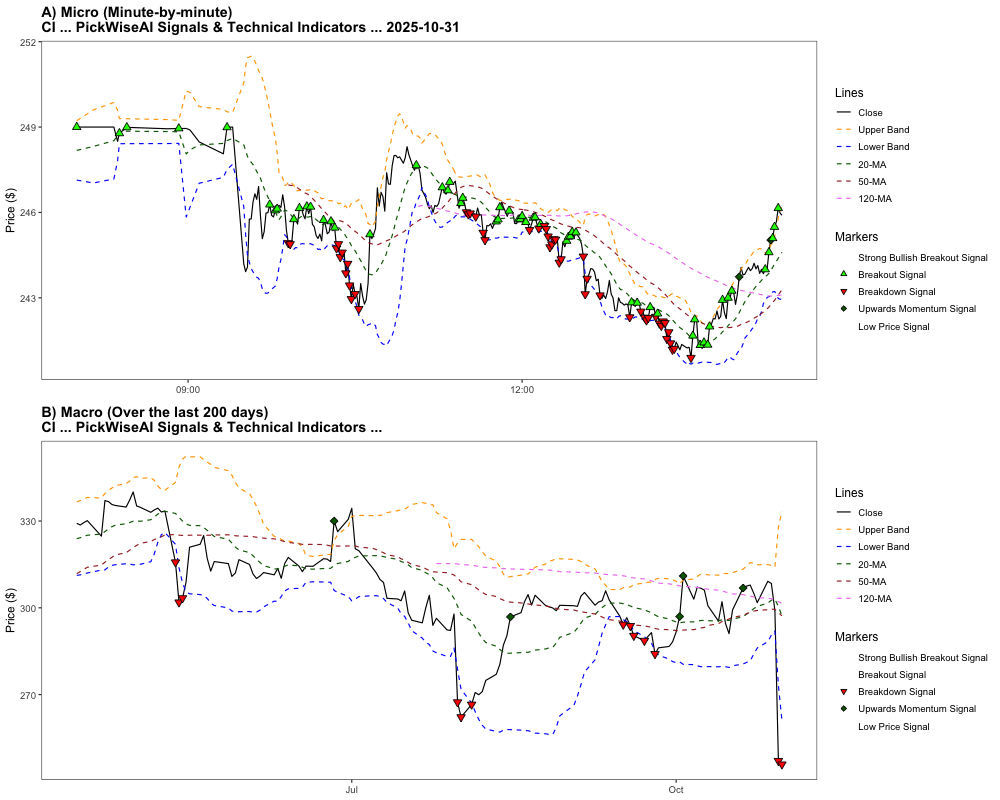 A) Micro (Minute-by-minute)
CI ... PickWiseAI Signals & Technical Indicators ... 2025-10-31
252
249
246
243
Price ($)
09:00
12:00
Lines
Close
Upper Band
Lower Band
20-MA
50-MA
120-MA
Markers
Strong Bullish Breakout Signal
Breakout Signal
Breakdown Signal
Upwards Momentum Signal
Low Price Signal
B) Macro (Over the last 200 days)
CI ... PickWiseAI Signals & Technical Indicators ...
330
300
270
Price ($)
Jul
Oct
Lines
Close
Upper Band
Lower Band
20-MA
50-MA
120-MA
Markers
Strong Bullish Breakout Signal
Breakout Signal
Breakdown Signal
Upwards Momentum Signal
Low Price Signal